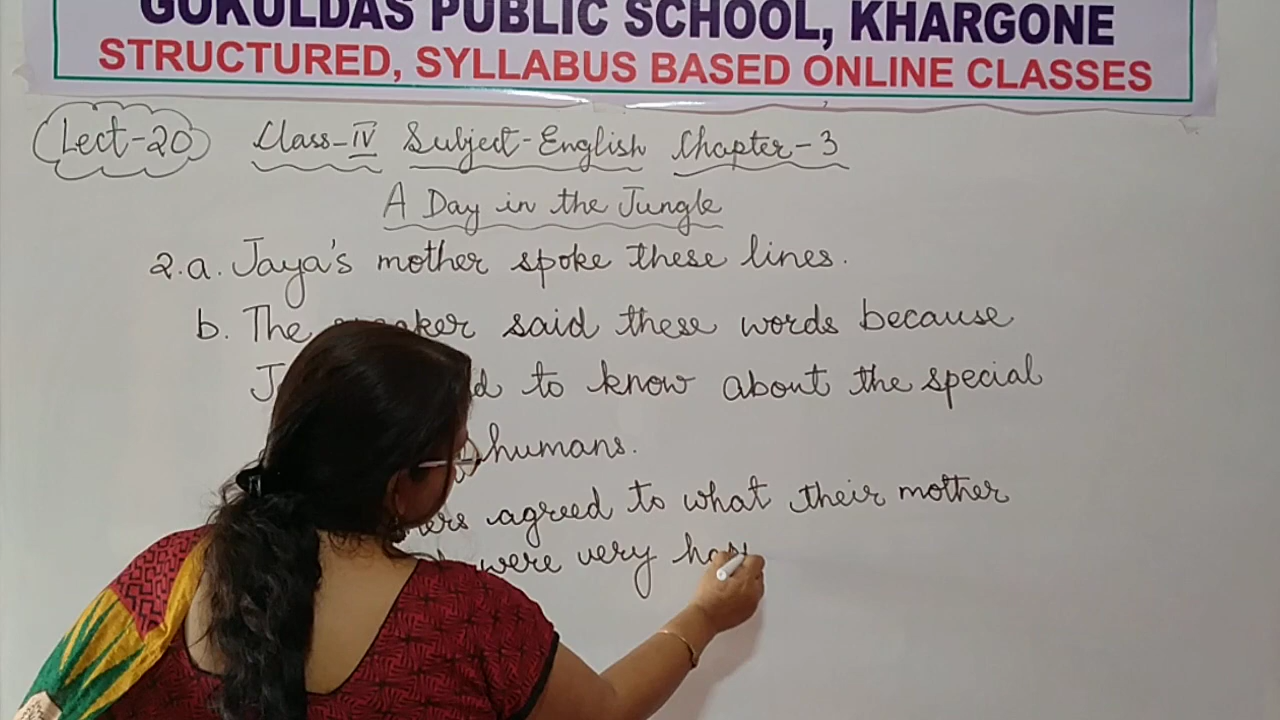 GOKULDAS PUBLIC SCHOOL, KHARGONE
STRUCTURED, SYLLABUS BASED ONLINE CLASSES
Lect-20 Class-IV Subject-English Chapter-3
A Day in the Jungle
2.a. Jaya's mother spoke these lines.
b. The said these words because
to know about the special
humans.
agreed to what their mother
were very